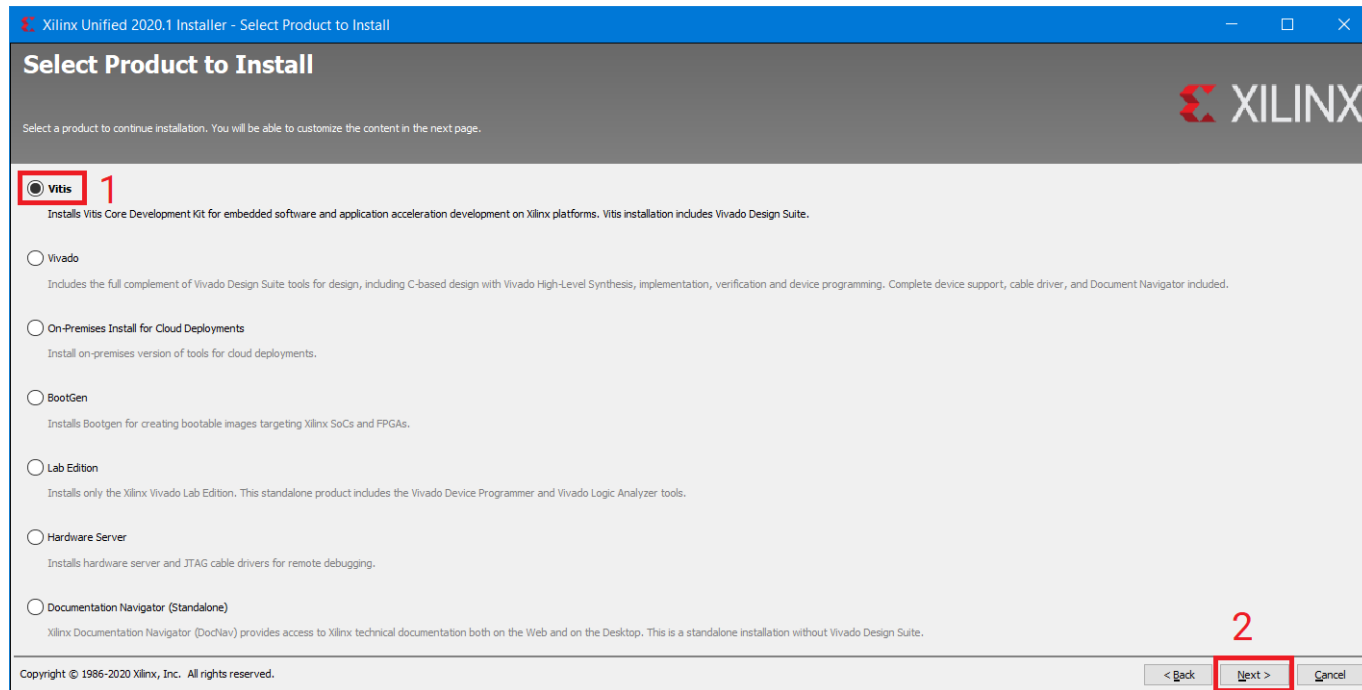 Xilinx Unified 2020.1 Installer - Select Product to Install
Select Product to Install
XILINX
Select a product to continue installation. You will be able to customize the content in the next page.
Vitis 1
Installs Vitis Core Development Kit for embedded software and application acceleration development on Xilinx platforms. Vitis installation includes Vivado Design Suite.
Vivado
Includes the full complement of Vivado Design Suite tools for design, including C-based design with Vivado High-Level Synthesis, implementation, verification and device programming. Complete device support, cable driver, and Document Navigator included.
On-Premises Install for Cloud Deployments
Install on-premises version of tools for cloud deployments.
BootGen
Installs Bootgen for creating bootable images targeting Xilinx SoCs and FPGAs.
Lab Edition
Installs only the Xilinx Vivado Lab Edition. This standalone product includes the Vivado Device Programmer and Vivado Logic Analyzer tools.
Hardware Server
Installs hardware server and JTAG cable drivers for remote debugging.
Documentation Navigator (Standalone)
Xilinx Documentation Navigator (DocNav) provides access to Xilinx technical documentation both on the Web and on the Desktop. This is a standalone installation without Vivado Design Suite.
2
Copyright © 1986-2020 Xilinx, Inc. All rights reserved.
< Back Next > Cancel